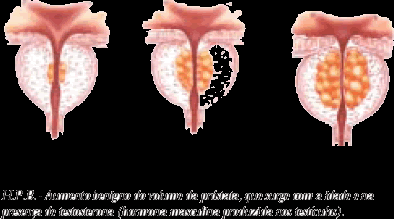 H.P.B. - Aumento benigno do volume da próstata, que surge com a idade e na
presença de testosterona (hormona masculina produzida nos testículos).